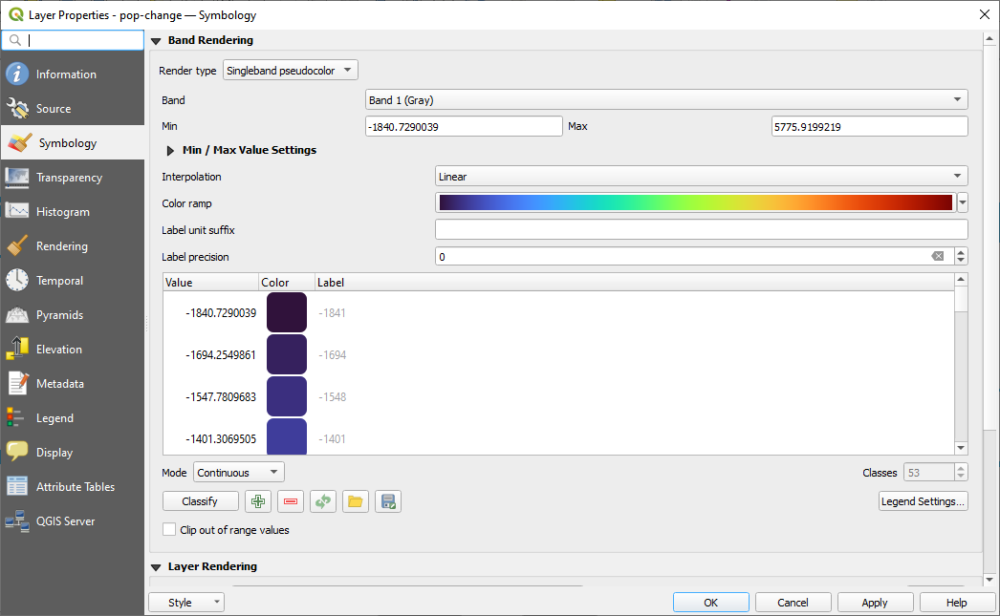 Layer Properties - pop-change — Symbology
Information
Source
Symbology
Transparency
Histogram
Rendering
Temporal
Pyramids
Elevation
Metadata
Legend
Display
Attribute Tables
QGIS Server
Band Rendering
Render type Singleband pseudocolor
Band Band 1 (Gray)
Min -1840.7290039 Max 5775.9199219
Min / Max Value Settings
Interpolation Linear
Color ramp
Label unit suffix
Label precision 0
Value Color Label
-1840.7290039 -1841
-1694.2549861 -1694
-1547.7809683 -1548
-1401.3069505 -1401
Mode Continuous Classes 53
Classify Legend Settings...
Clip out of range values
Layer Rendering
Style OK Cancel Apply Help